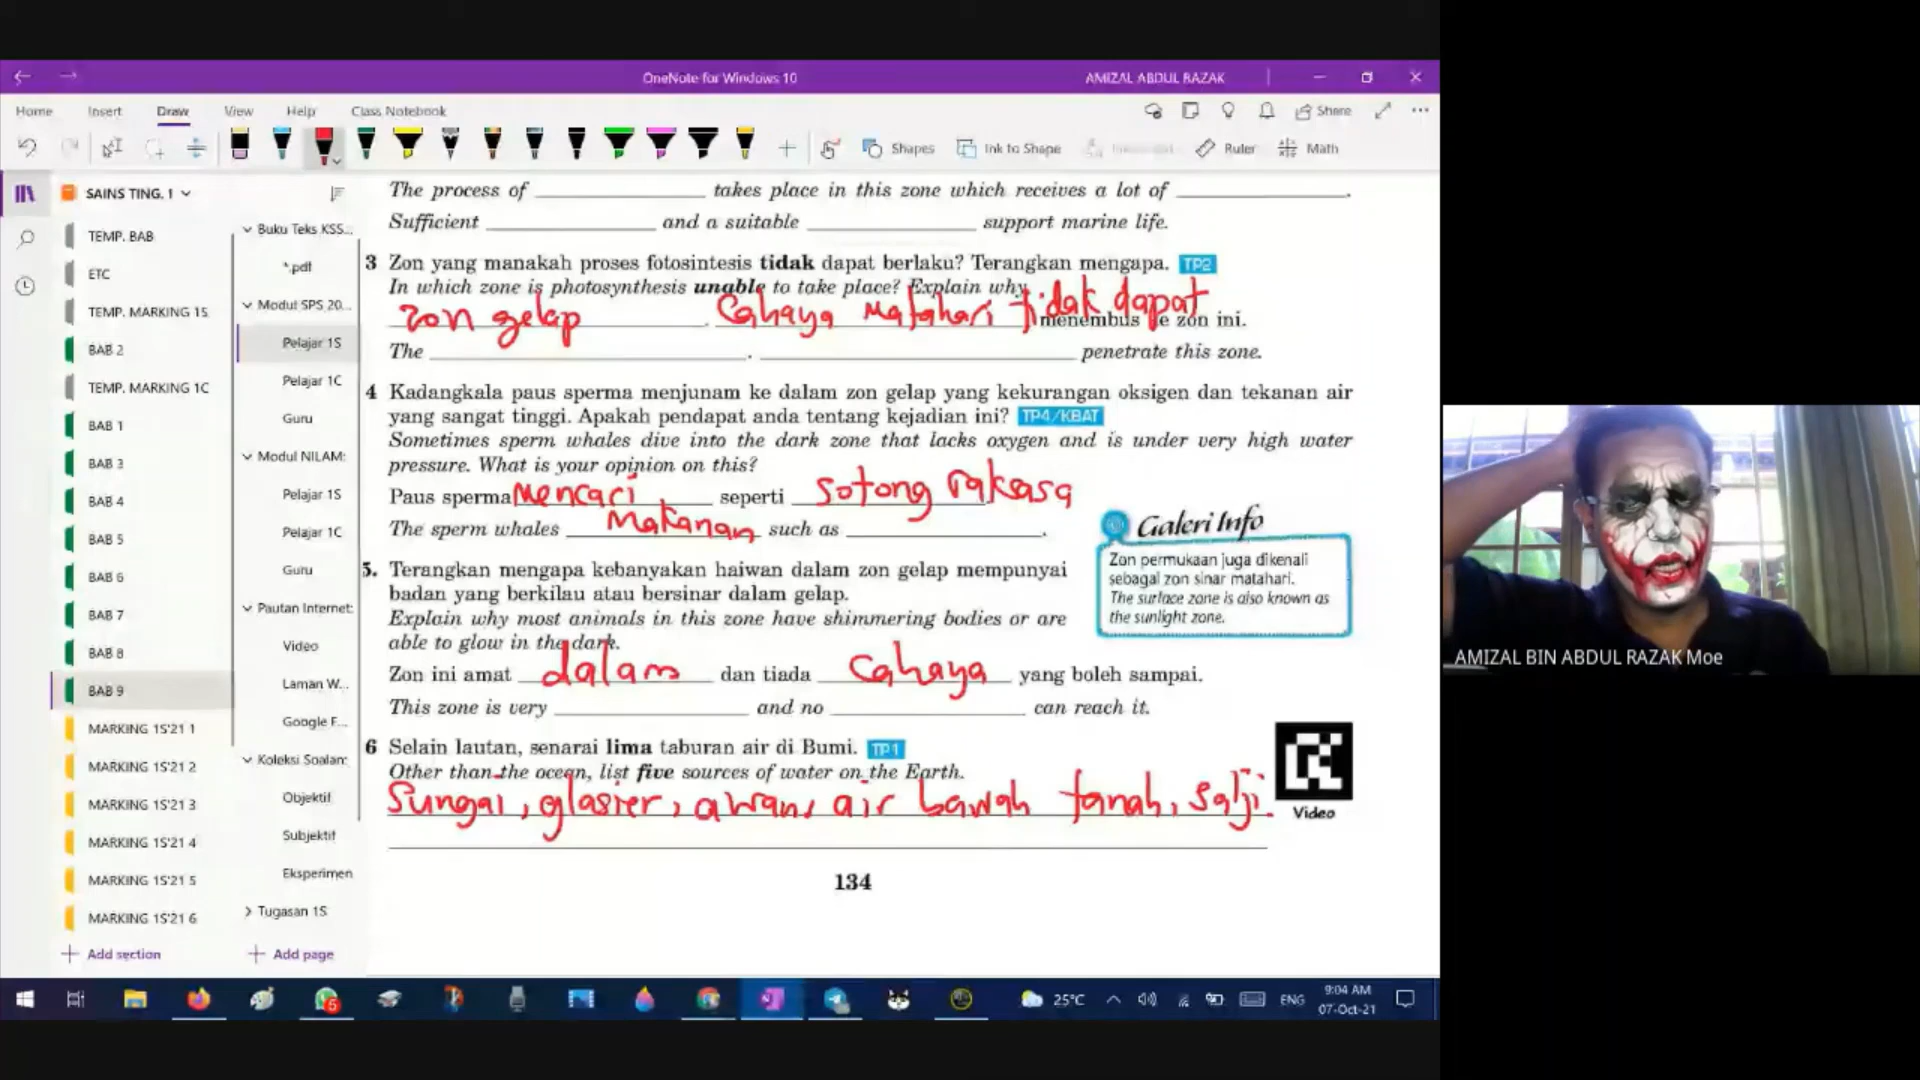 OneNote for Windows 10
AMIZAL ABDUL RAZAK
Home Insert Draw View Help Class Notebook Share
Shapes Ink to Shape Ruler Math
SAINS TING. 1
TEMP. BAB
ETC
TEMP. MARKING 1S
BAB 2
TEMP. MARKING 1C
BAB 1
BAB 3
BAB 4
BAB 5
BAB 6
BAB 7
BAB 8
BAB 9
MARKING 1S'21 1
MARKING 1S'21 2
MARKING 1S'21 3
MARKING 1S'21 4
MARKING 1S'21 5
MARKING 1S'21 6
Add section
Buku Teks KSS...
*.pdf
Modul SPS 20...
Pelajar 1S
Pelajar 1C
Guru
Modul NILAM:
Pelajar 1S
Pelajar 1C
Guru
Pautan Internet:
Video
Laman W...
Google F...
Koleksi Soalan:
Objektif
Subjektif
Eksperimen
Tugasan 1S
Add page
The process of ____ takes place in this zone which receives a lot of ____.
Sufficient ____ and a suitable ____ support marine life.
3 Zon yang manakah proses fotosintesis tidak dapat berlaku? Terangkan mengapa. TP2
In which zone is photosynthesis unable to take place? Explain why
zon gelap. Cahaya Matahari tidak dapat
menembus ke zon ini.
The ____. ____ penetrate this zone.
4 Kadangkala paus sperma menjunam ke dalam zon gelap yang kekurangan oksigen dan tekanan air
yang sangat tinggi. Apakah pendapat anda tentang kejadian ini? TP4/KBAT
Sometimes sperm whales dive into the dark zone that lacks oxygen and is under very high water
pressure. What is your opinion on this?
Paus sperma Mencari seperti sotong raksasa
Makanan
The sperm whales ____ such as ____.
5. Terangkan mengapa kebanyakan haiwan dalam zon gelap mempunyai
badan yang berkilau atau bersinar dalam gelap.
Explain why most animals in this zone have shimmering bodies or are
able to glow in the dark.
Zon ini amat dalam dan tiada Cahaya yang boleh sampai.
This zone is very ____ and no ____ can reach it.
6 Selain lautan, senarai lima taburan air di Bumi. TP1
Other than the ocean, list five sources of water on the Earth.
Sungai, glasier, awan, air bawah tanah, Salji.
134
Galeri Info
Zon permukaan juga dikenali
sebagai zon sinar matahari.
The surface zone is also known as
the sunlight zone.
Video
AMIZAL BIN ABDUL RAZAK Moe
5
25°C
ENG
9:04 AM
07-Oct-21